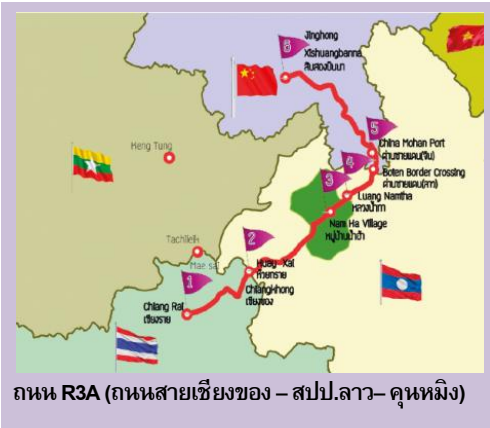 Jinghong
Xishuangbanna
สิบสองปันนา
6
5
China Mohan Port
ด่านชายแดน(จีน)
4
Boten Border Crossing
ด่านชายแดน(ลาว)
3
Luang Namtha
หลวงน้ำทา
Nam Ha Village
หมู่บ้านน้ำฮ้า
Heng Tung
Tachileik
Mae sai
2
Huay Xai
ห้วยทราย
Chiangkhong
เชียงของ
1
Chiang Rai
เชียงราย
ถนน R3A (ถนนสายเชียงของ – สปป.ลาว– คุนหมิง)